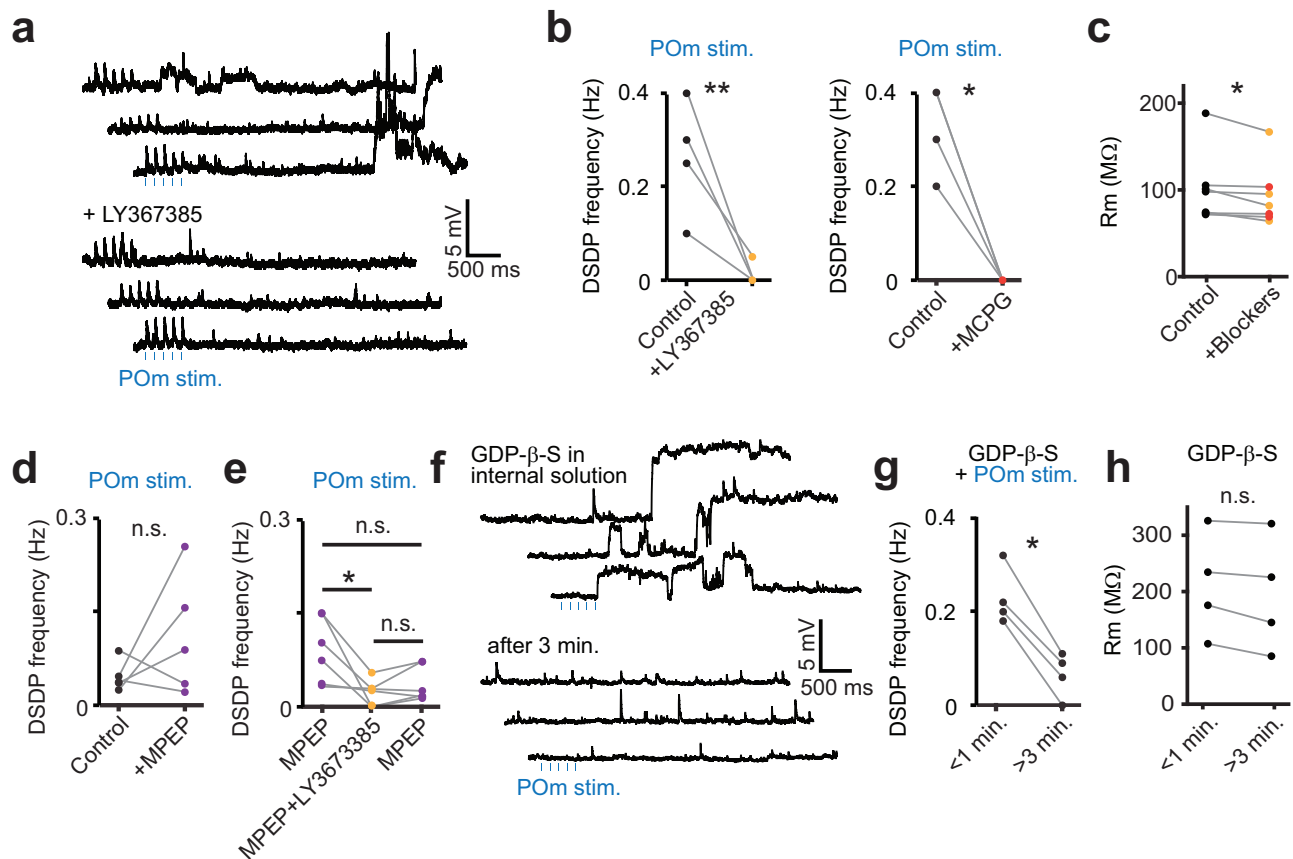 a
+ LY367385
5 mV
500 ms
POm stim.
b
POm stim.
DSDP frequency (Hz)
0.4
0.2
0
**
Control
+LY367385
POm stim.
DSDP frequency (Hz)
0.4
0.2
0
*
Control
+MCPG
c
Rm (MΩ)
200
100
0
*
Control
+Blockers
d
POm stim.
DSDP frequency (Hz)
0.3
0
n.s.
Control
+MPEP
e
POm stim.
DSDP frequency (Hz)
0.3
0
n.s.
*
n.s.
MPEP
MPEP+LY3673385
MPEP
f
GDP-β-S in
internal solution
after 3 min.
5 mV
500 ms
POm stim.
g
GDP-β-S
+ POm stim.
DSDP frequency (Hz)
0.4
0.2
0
*
<1 min.
>3 min.
h
GDP-β-S
Rm (MΩ)
300
200
100
0
n.s.
<1 min.
>3 min.